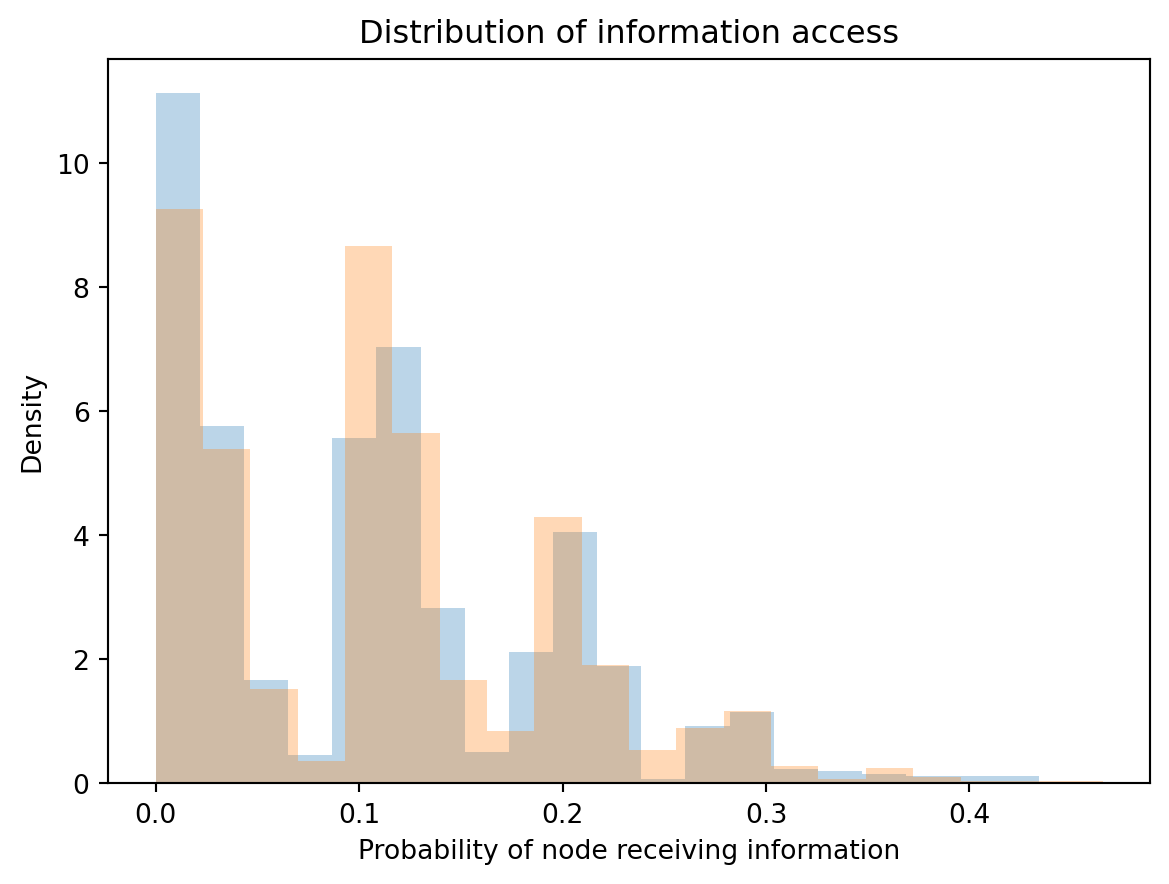 Distribution of information access
Density
10
8
6
4
2
0
0.0 0.1 0.2 0.3 0.4
Probability of node receiving information